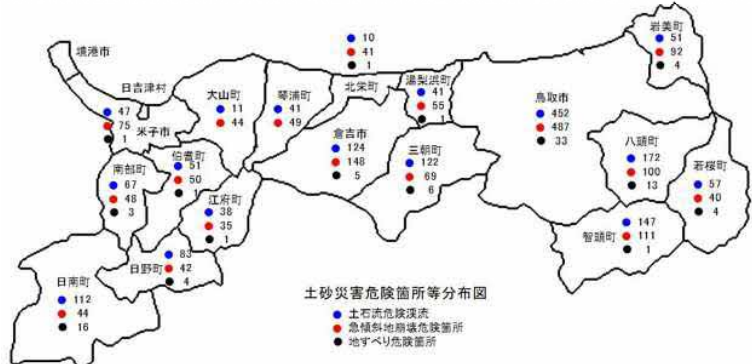 境港市
日吉津村
47
75
1
米子市
大山町
11
44
琴浦町
41
49
10
41
1
北栄町
湯梨浜町
41
55
1
鳥取市
452
487
33
岩美町
51
92
4
倉吉市
124
148
5
三朝町
122
69
6
八頭町
172
100
13
若桜町
57
40
4
智頭町
147
111
1
南部町
67
48
3
伯耆町
51
50
1
江府町
38
35
1
日野町
83
42
4
日南町
112
44
16
土砂災害危険箇所等分布図
土石流危険渓流
急傾斜地崩壊危険箇所
地すべり危険箇所